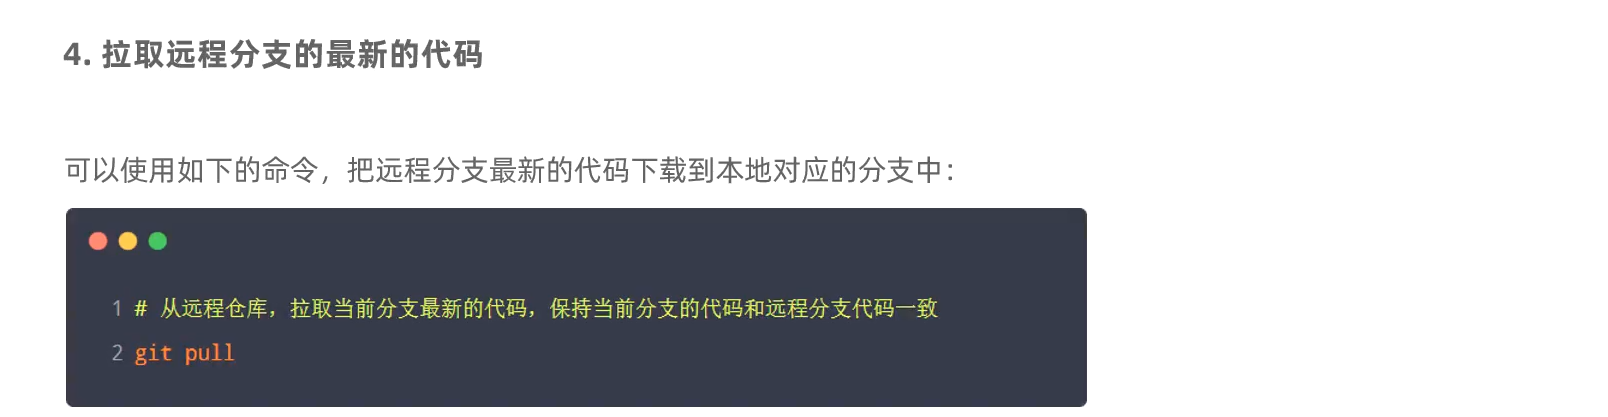 4. 拉取远程分支的最新的代码
可以使用如下的命令，把远程分支最新的代码下载到本地对应的分支中：
1 # 从远程仓库，拉取当前分支最新的代码，保持当前分支的代码和远程分支代码一致
2 git pull